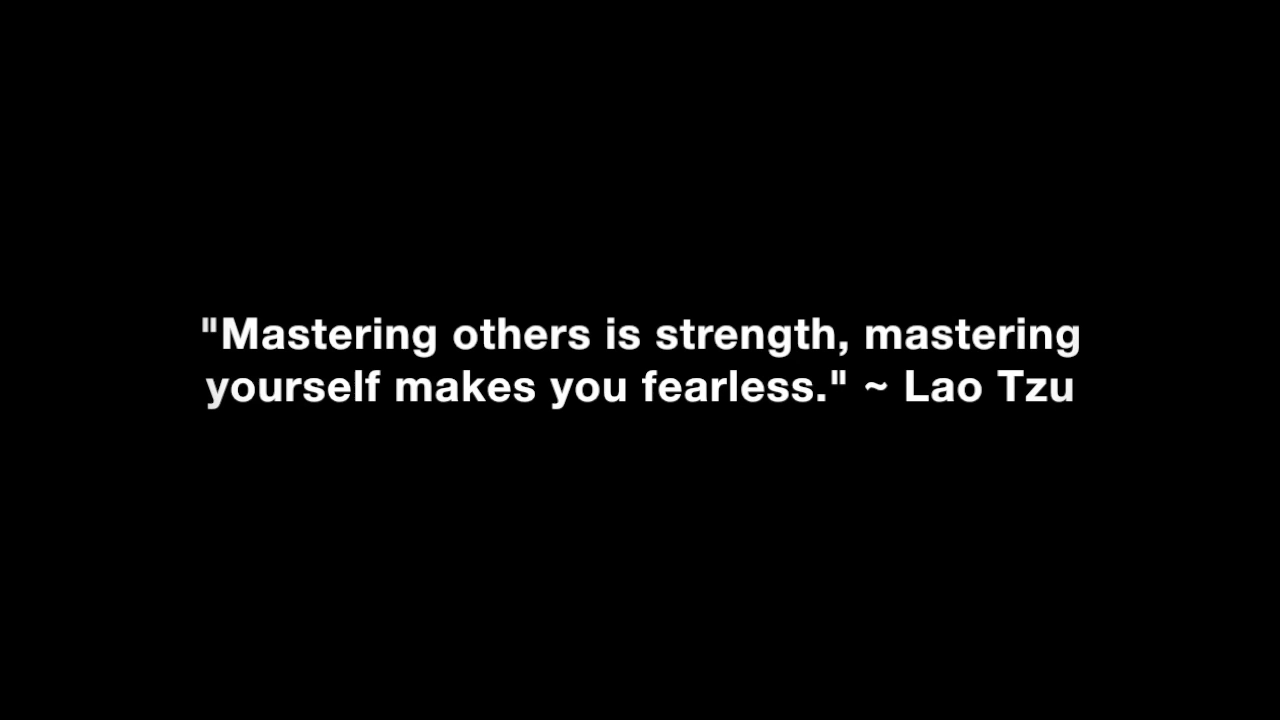 "Mastering others is strength, mastering
yourself makes you fearless." ~ Lao Tzu